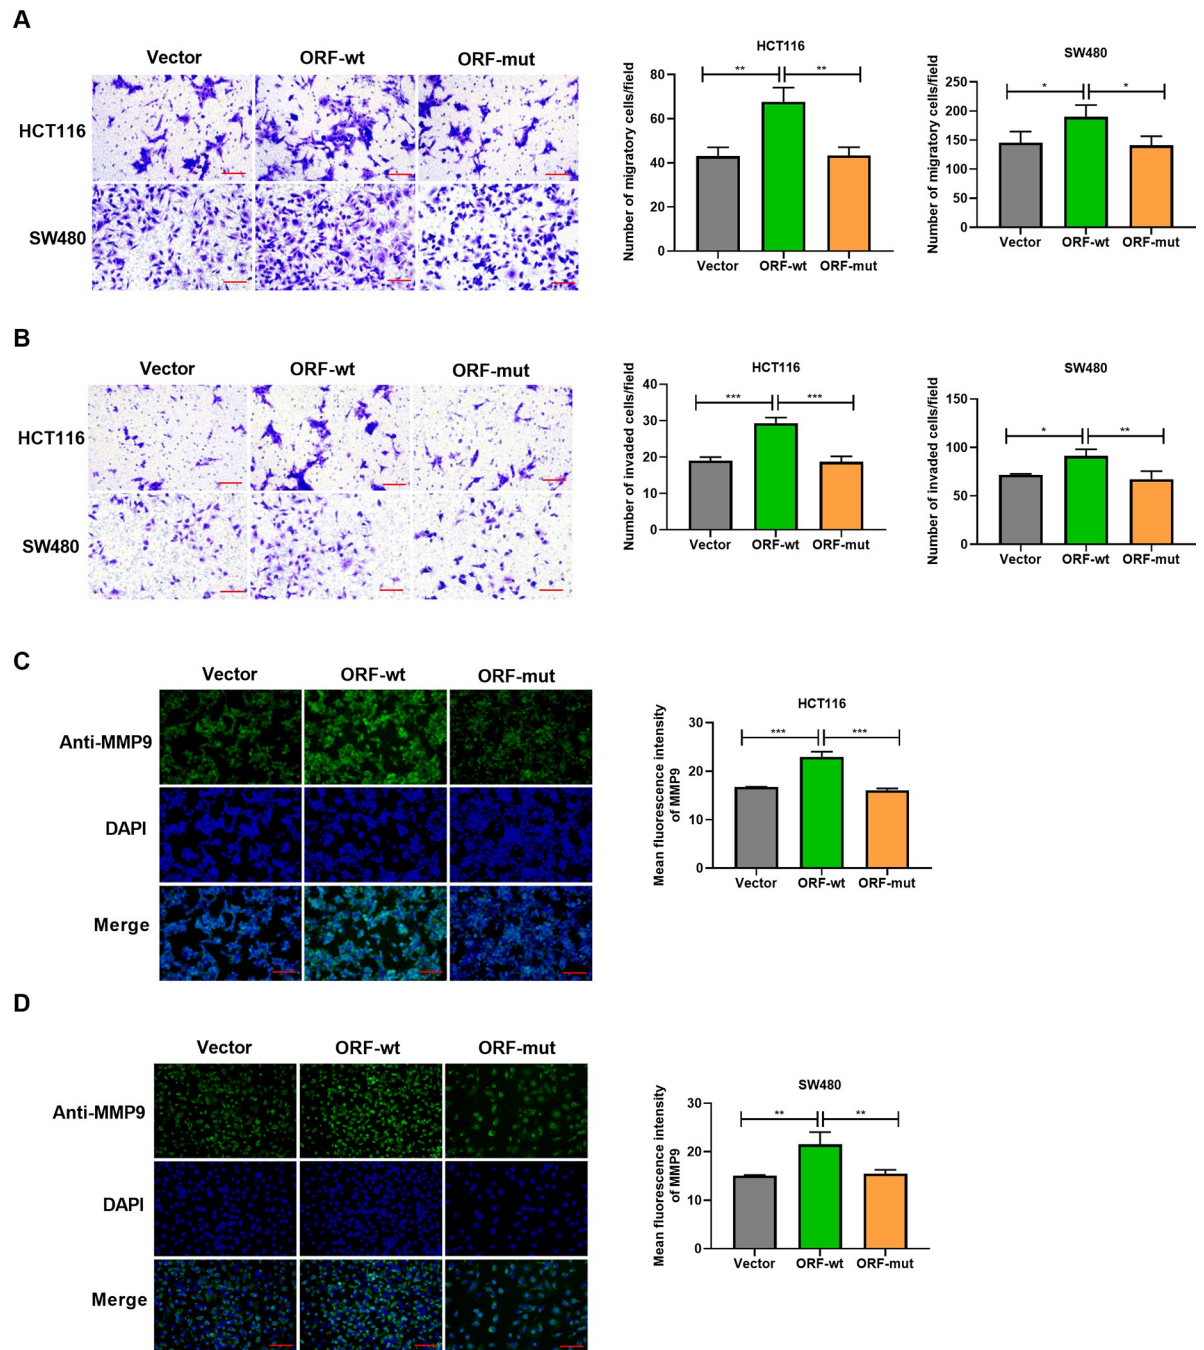 A
Vector ORF-wt ORF-mut
HCT116
SW480
HCT116
Number of migratory cells/field
80
60
40
20
0
** **
Vector ORF-wt ORF-mut
SW480
Number of migratory cells/field
250
200
150
100
50
0
* *
Vector ORF-wt ORF-mut
B
Vector ORF-wt ORF-mut
HCT116
SW480
HCT116
Number of invaded cells/field
40
30
20
10
0
*** ***
Vector ORF-wt ORF-mut
SW480
Number of invaded cells/field
150
100
50
0
* **
Vector ORF-wt ORF-mut
C
Vector ORF-wt ORF-mut
Anti-MMP9
DAPI
Merge
HCT116
Mean fluorescence intensity
of MMP9
30
20
10
0
*** ***
Vector ORF-wt ORF-mut
D
Vector ORF-wt ORF-mut
Anti-MMP9
DAPI
Merge
SW480
Mean fluorescence intensity
of MMP9
30
20
10
0
** **
Vector ORF-wt ORF-mut